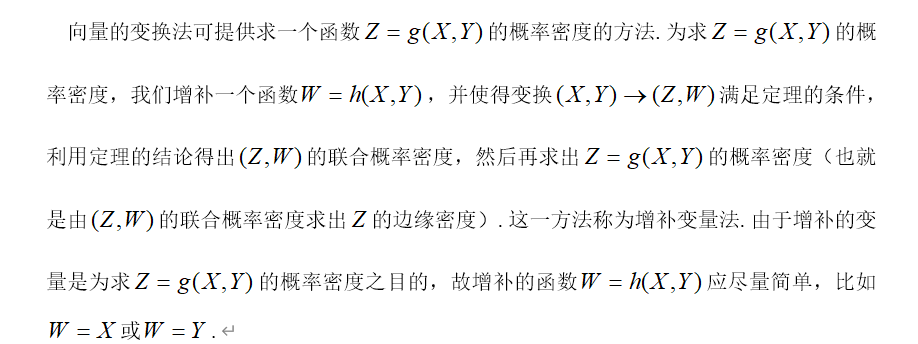 向量的变换法可提供求一个函数 Z = g(X,Y) 的概率密度的方法. 为求 Z = g(X,Y) 的概
率密度，我们增补一个函数 W = h(X,Y)，并使得变换 (X,Y) → (Z,W) 满足定理的条件，
利用定理的结论得出 (Z,W) 的联合概率密度，然后再求出 Z = g(X,Y) 的概率密度（也就
是由 (Z,W) 的联合概率密度求出 Z 的边缘密度）. 这一方法称为增补变量法. 由于增补的变
量是为求 Z = g(X,Y) 的概率密度之目的，故增补的函数 W = h(X,Y) 应尽量简单，比如
W = X 或 W = Y .↵